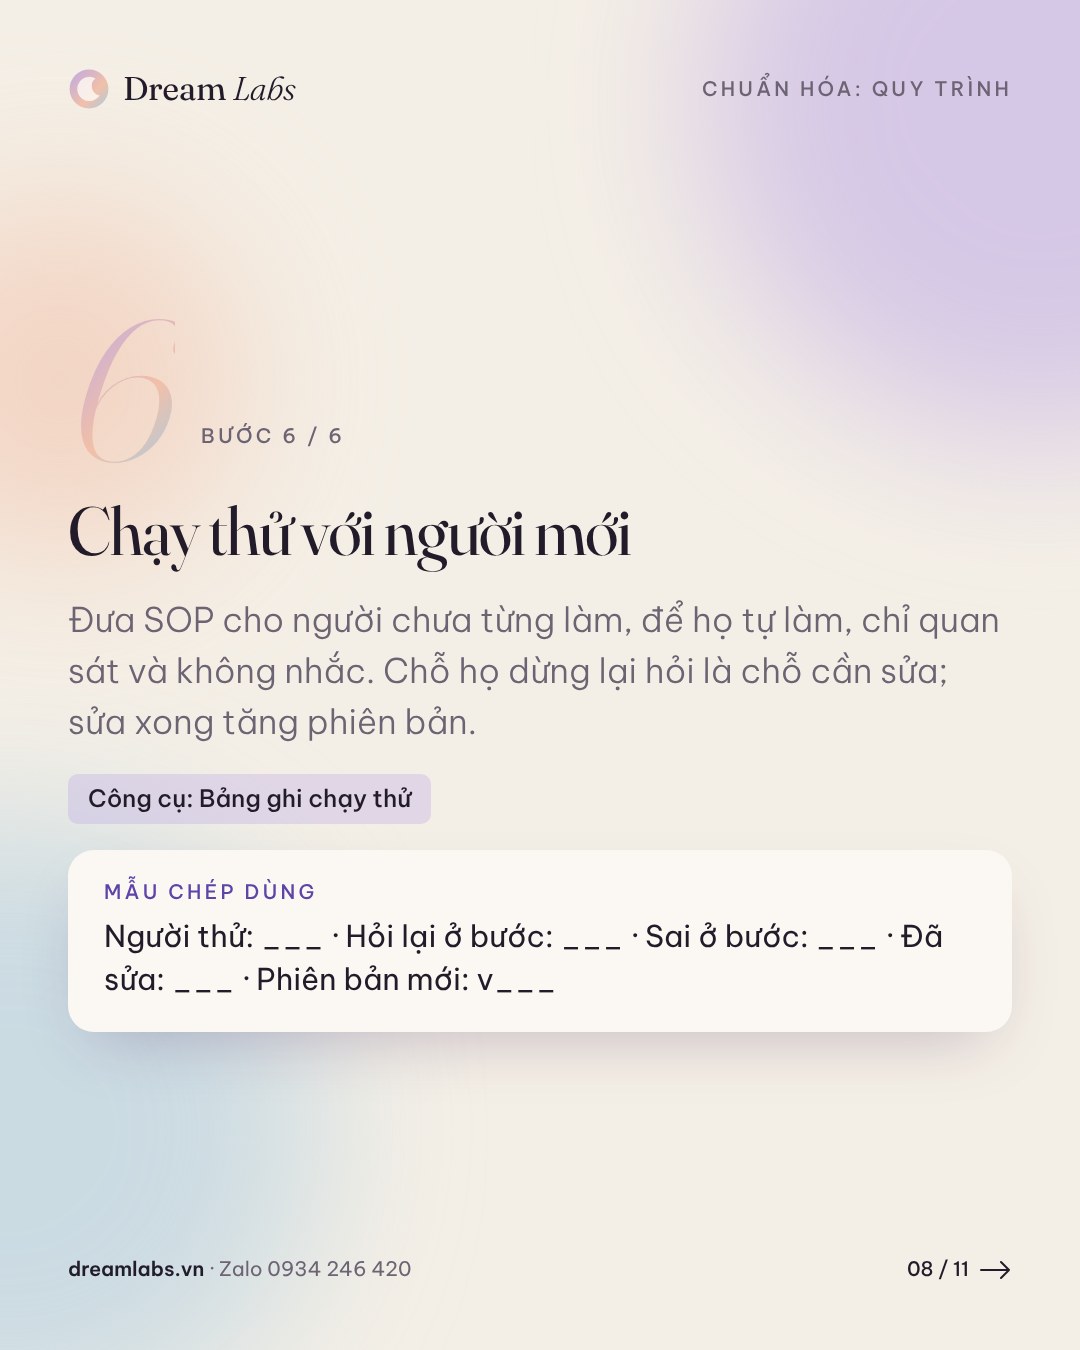 Dream Labs
CHUẨN HÓA: QUY TRÌNH
6
BƯỚC 6 / 6
Chạy thử với người mới
Đưa SOP cho người chưa từng làm, để họ tự làm, chỉ quan
sát và không nhắc. Chỗ họ dừng lại hỏi là chỗ cần sửa;
sửa xong tăng phiên bản.
Công cụ: Bảng ghi chạy thử
MẪU CHÉP DÙNG
Người thử: ___ · Hỏi lại ở bước: ___ · Sai ở bước: ___ · Đã
sửa: ___ · Phiên bản mới: v___
dreamlabs.vn · Zalo 0934 246 420
08 / 11 →